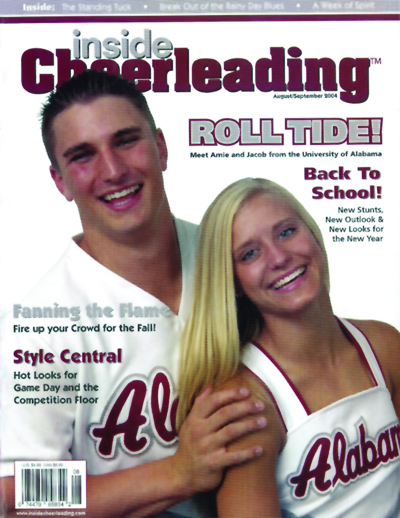 Inside: The Standing Tuck • Break Out of the Rainy Day Blues • A Week of Spirit
inside
Cheerleading™
August/September 2004
ROLL TIDE!
Meet Amie and Jacob from the University of Alabama
Back To
School!
New Stunts,
New Outlook &
New Looks for
the New Year
Fanning the Flame
Fire up your Crowd for the Fall!
Style Central
Hot Looks for
Game Day and the
Competition Floor
Ala
Alabam
08
www.insidecheerleading.com